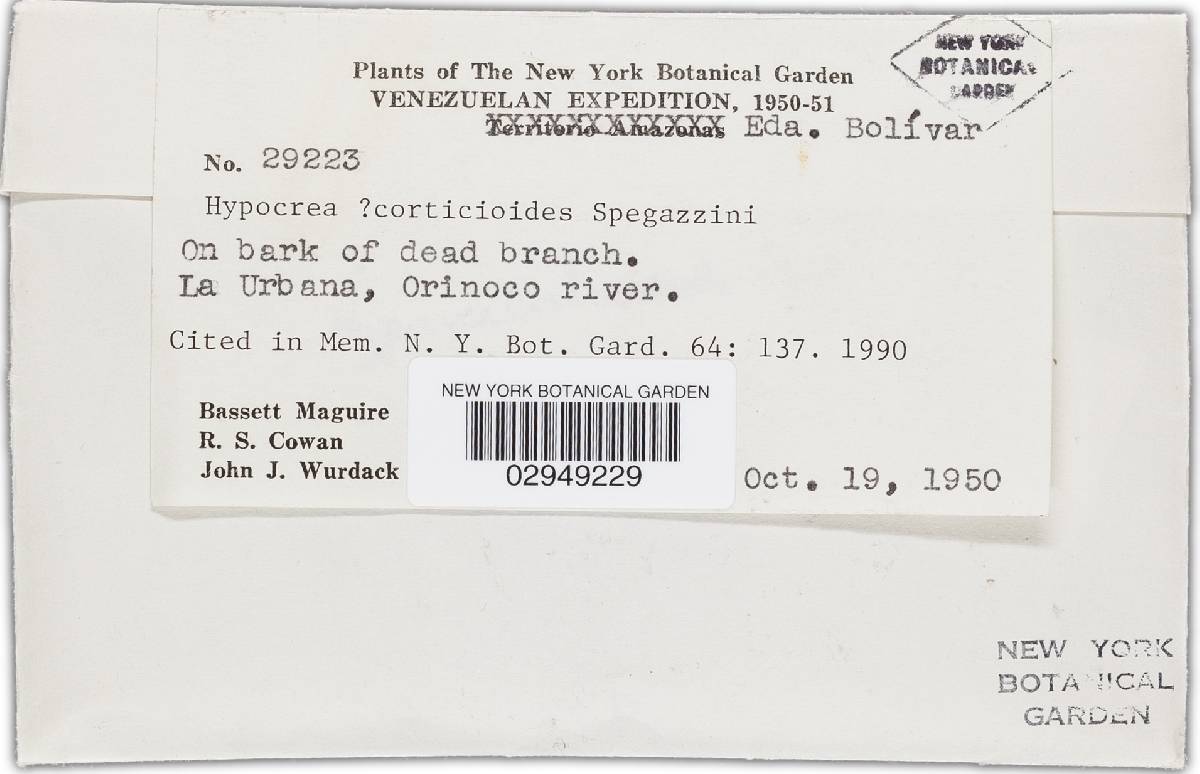 NEW YORK
BOTANICAL
GARDEN
Plants of The New York Botanical Garden
VENEZUELAN EXPEDITION, 1950-51
Territorio Amazonas Eda. Bolívar
No. 29223
Hypocrea ?corticioides Spegazzini
On bark of dead branch.
La Urbana, Orinoco river.
Cited in Mem. N. Y. Bot. Gard. 64: 137. 1990
NEW YORK BOTANICAL GARDEN
02949229
Bassett Maguire
R. S. Cowan
John J. Wurdack
Oct. 19, 1950
NEW YORK
BOTANICAL
GARDEN